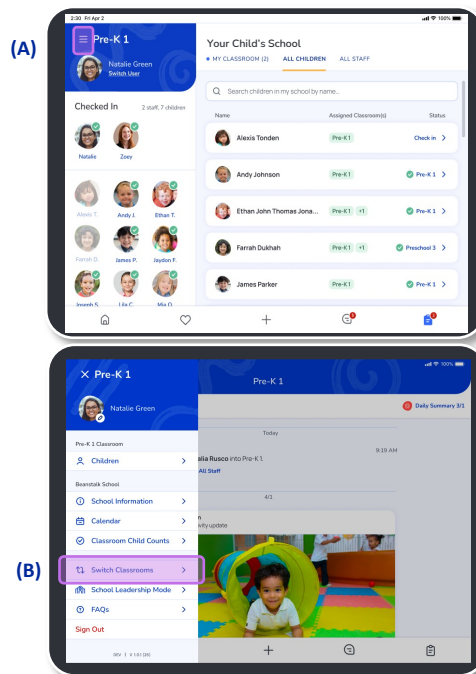 (A)
2:30 Fri Apr 2
100%
Pre-K 1
Natalie Green
Switch User
Checked In
2 staff, 7 children
Natalie
Zoey
Alexis T.
Andy J.
Ethan T.
Farrah D.
James P.
Jaydon F.
Joseph S.
Lila C.
Mia D.
Your Child's School
MY CLASSROOM (2)
ALL CHILDREN
ALL STAFF
Search children in my school by name...
Name
Assigned Classroom(s)
Status
Alexis Tonden
Pre-K 1
Check in
Andy Johnson
Pre-K 1
Pre-K 1
Ethan John Thomas Jona...
Pre-K 1
+1
Pre-K 1
Farrah Dukhah
Pre-K 1
+1
Preschool 3
James Parker
Pre-K 1
Pre-K 1
(B)
100%
Pre-K 1
Natalie Green
Pre-K 1 Classroom
Children
Beanstalk School
School Information
Calendar
Classroom Child Counts
Switch Classrooms
School Leadership Mode
FAQs
Sign Out
Pre-K 1
Daily Summary 3/1
Today
9:19 AM
alia Rusco into Pre-K 1.
All Staff
4/1
n
vity update